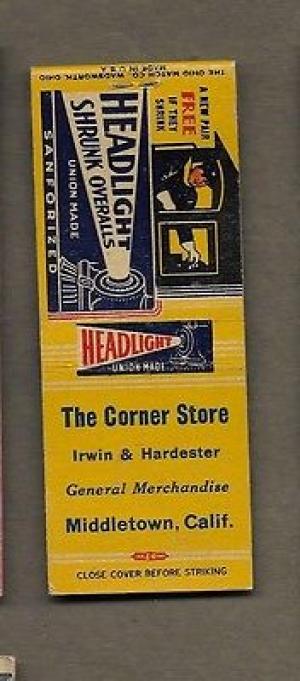 THE OHIO MATCH CO. WADSWORTH, OHIO
MADE IN U.S.A.
A NEW PAIR
FREE
IF THEY
SHRINK
HEADLIGHT
SHRUNK OVERALLS
UNION MADE
SANFORIZED
HEADLIGHT
UNION MADE
The Corner Store
Irwin & Hardester
General Merchandise
Middletown, Calif.
CLOSE COVER BEFORE STRIKING